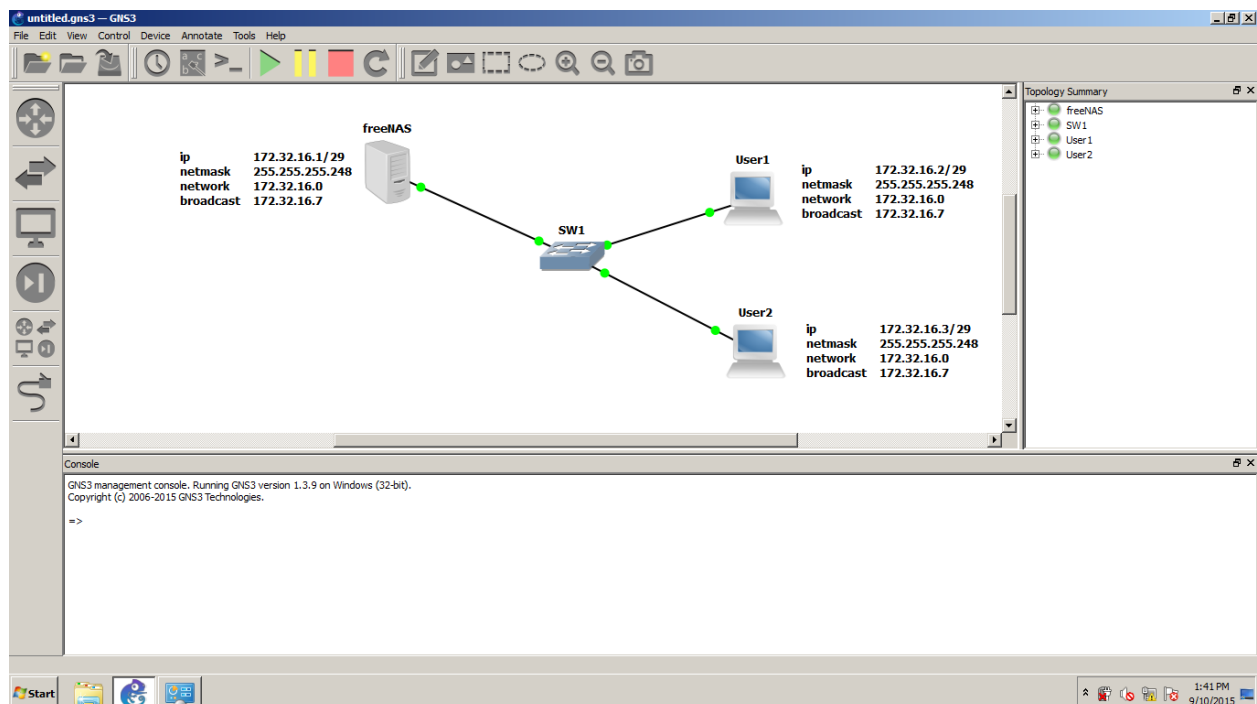 untitled.gns3 — GNS3
File Edit View Control Device Annotate Tools Help
Topology Summary
freeNAS
SW1
User1
User2
freeNAS
ip 172.32.16.1/29
netmask 255.255.255.248
network 172.32.16.0
broadcast 172.32.16.7
User1
ip 172.32.16.2/29
netmask 255.255.255.248
network 172.32.16.0
broadcast 172.32.16.7
SW1
User2
ip 172.32.16.3/29
netmask 255.255.255.248
network 172.32.16.0
broadcast 172.32.16.7
Console
GNS3 management console. Running GNS3 version 1.3.9 on Windows (32-bit).
Copyright (c) 2006-2015 GNS3 Technologies.
=>
Start
1:41 PM
9/10/2015